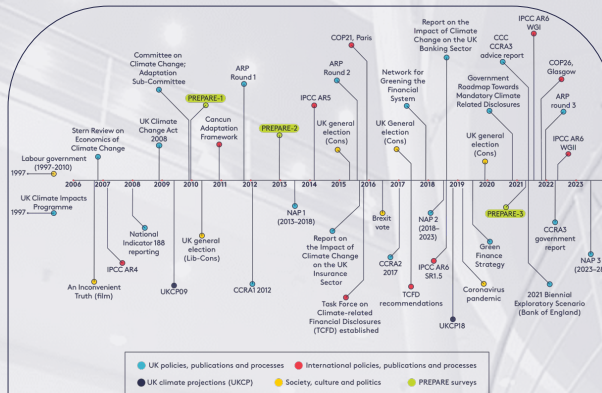 Report on the
Impact of Climate
Change on the UK
Banking Sector
IPCC AR6
WGI
COP21, Paris
CCC
CCRA3
advice report
Committee on
Climate Change;
Adaptation
Sub-Committee
ARP
Round 1
ARP
Round 2
Network for
Greening the
Financial
System
Government
Roadmap Towards
Mandatory Climate
Related Disclosures
COP26,
Glasgow
PREPARE-1
IPCC AR5
ARP
round 3
Stern Review on
Economics of
Climate Change
UK Climate
Change Act
2008
Cancun
Adaptation
Framework
PREPARE-2
UK general
election
(Cons)
UK General
election
(Cons)
UK general
election
(Cons)
IPCC AR6
WGII
Labour government
(1997-2010)
1997
2006
2007
2008
2009
2010
2011
2012
2013
2014
2015
2016
2017
2018
2019
2020
2021
2022
2023
UK Climate Impacts
Programme
1997
National
Indicator 188
reporting
IPCC AR4
An Inconvenient
Truth (film)
UKCP09
UK general
election
(Lib-Cons)
CCRA1 2012
NAP 1
(2013–2018)
Report on
the Impact of
Climate Change
on the UK
Insurance
Sector
Task Force on
Climate-related
Financial Disclosures
(TCFD) established
Brexit
vote
CCRA2
2017
TCFD
recommendations
NAP 2
(2018–
2023)
IPCC AR6
SR1.5
UKCP18
Green
Finance
Strategy
Coronavirus
pandemic
PREPARE-3
2021 Biennial
Exploratory Scenario
(Bank of England)
CCRA3
government
report
NAP 3
UK policies, publications and processes
International policies, publications and processes
UK climate projections (UKCP)
Society, culture and politics
PREPARE surveys